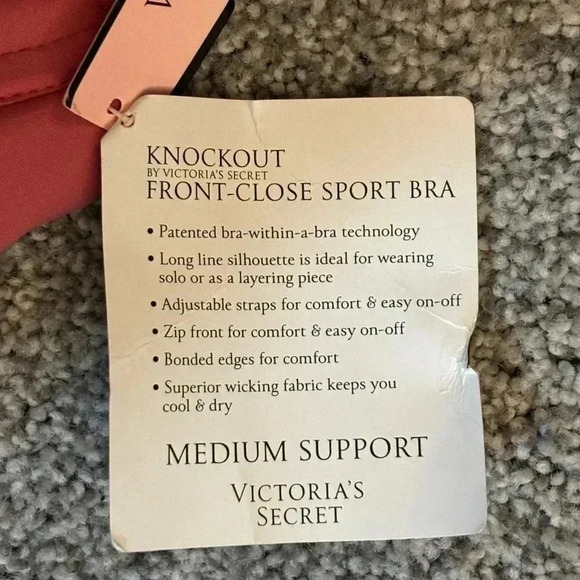 KNOCKOUT
BY VICTORIA'S SECRET
FRONT-CLOSE SPORT BRA
• Patented bra-within-a-bra technology
• Long line silhouette is ideal for wearing
solo or as a layering piece
• Adjustable straps for comfort & easy on-off
• Zip front for comfort & easy on-off
• Bonded edges for comfort
• Superior wicking fabric keeps you
cool & dry
MEDIUM SUPPORT
VICTORIA'S
SECRET